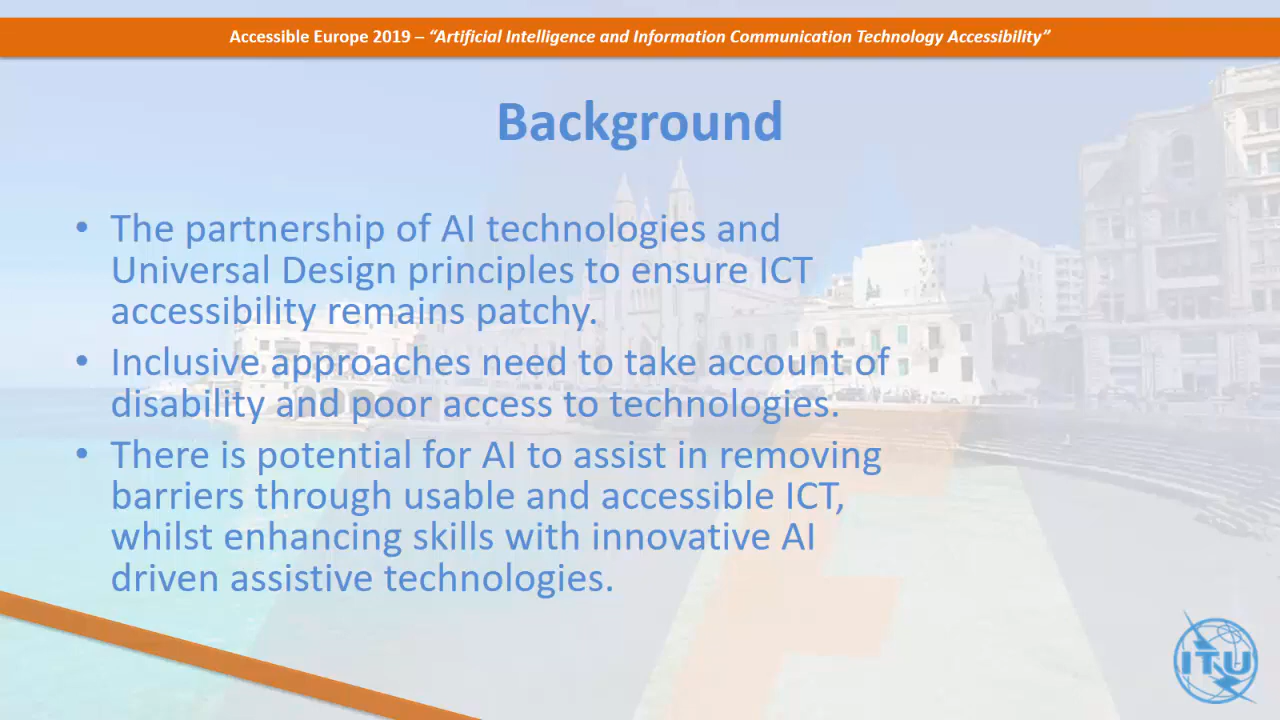 Accessible Europe 2019 – “Artificial Intelligence and Information Communication Technology Accessibility”
Background
• The partnership of AI technologies and
Universal Design principles to ensure ICT
accessibility remains patchy.
• Inclusive approaches need to take account of
disability and poor access to technologies.
• There is potential for AI to assist in removing
barriers through usable and accessible ICT,
whilst enhancing skills with innovative AI
driven assistive technologies.
ITU